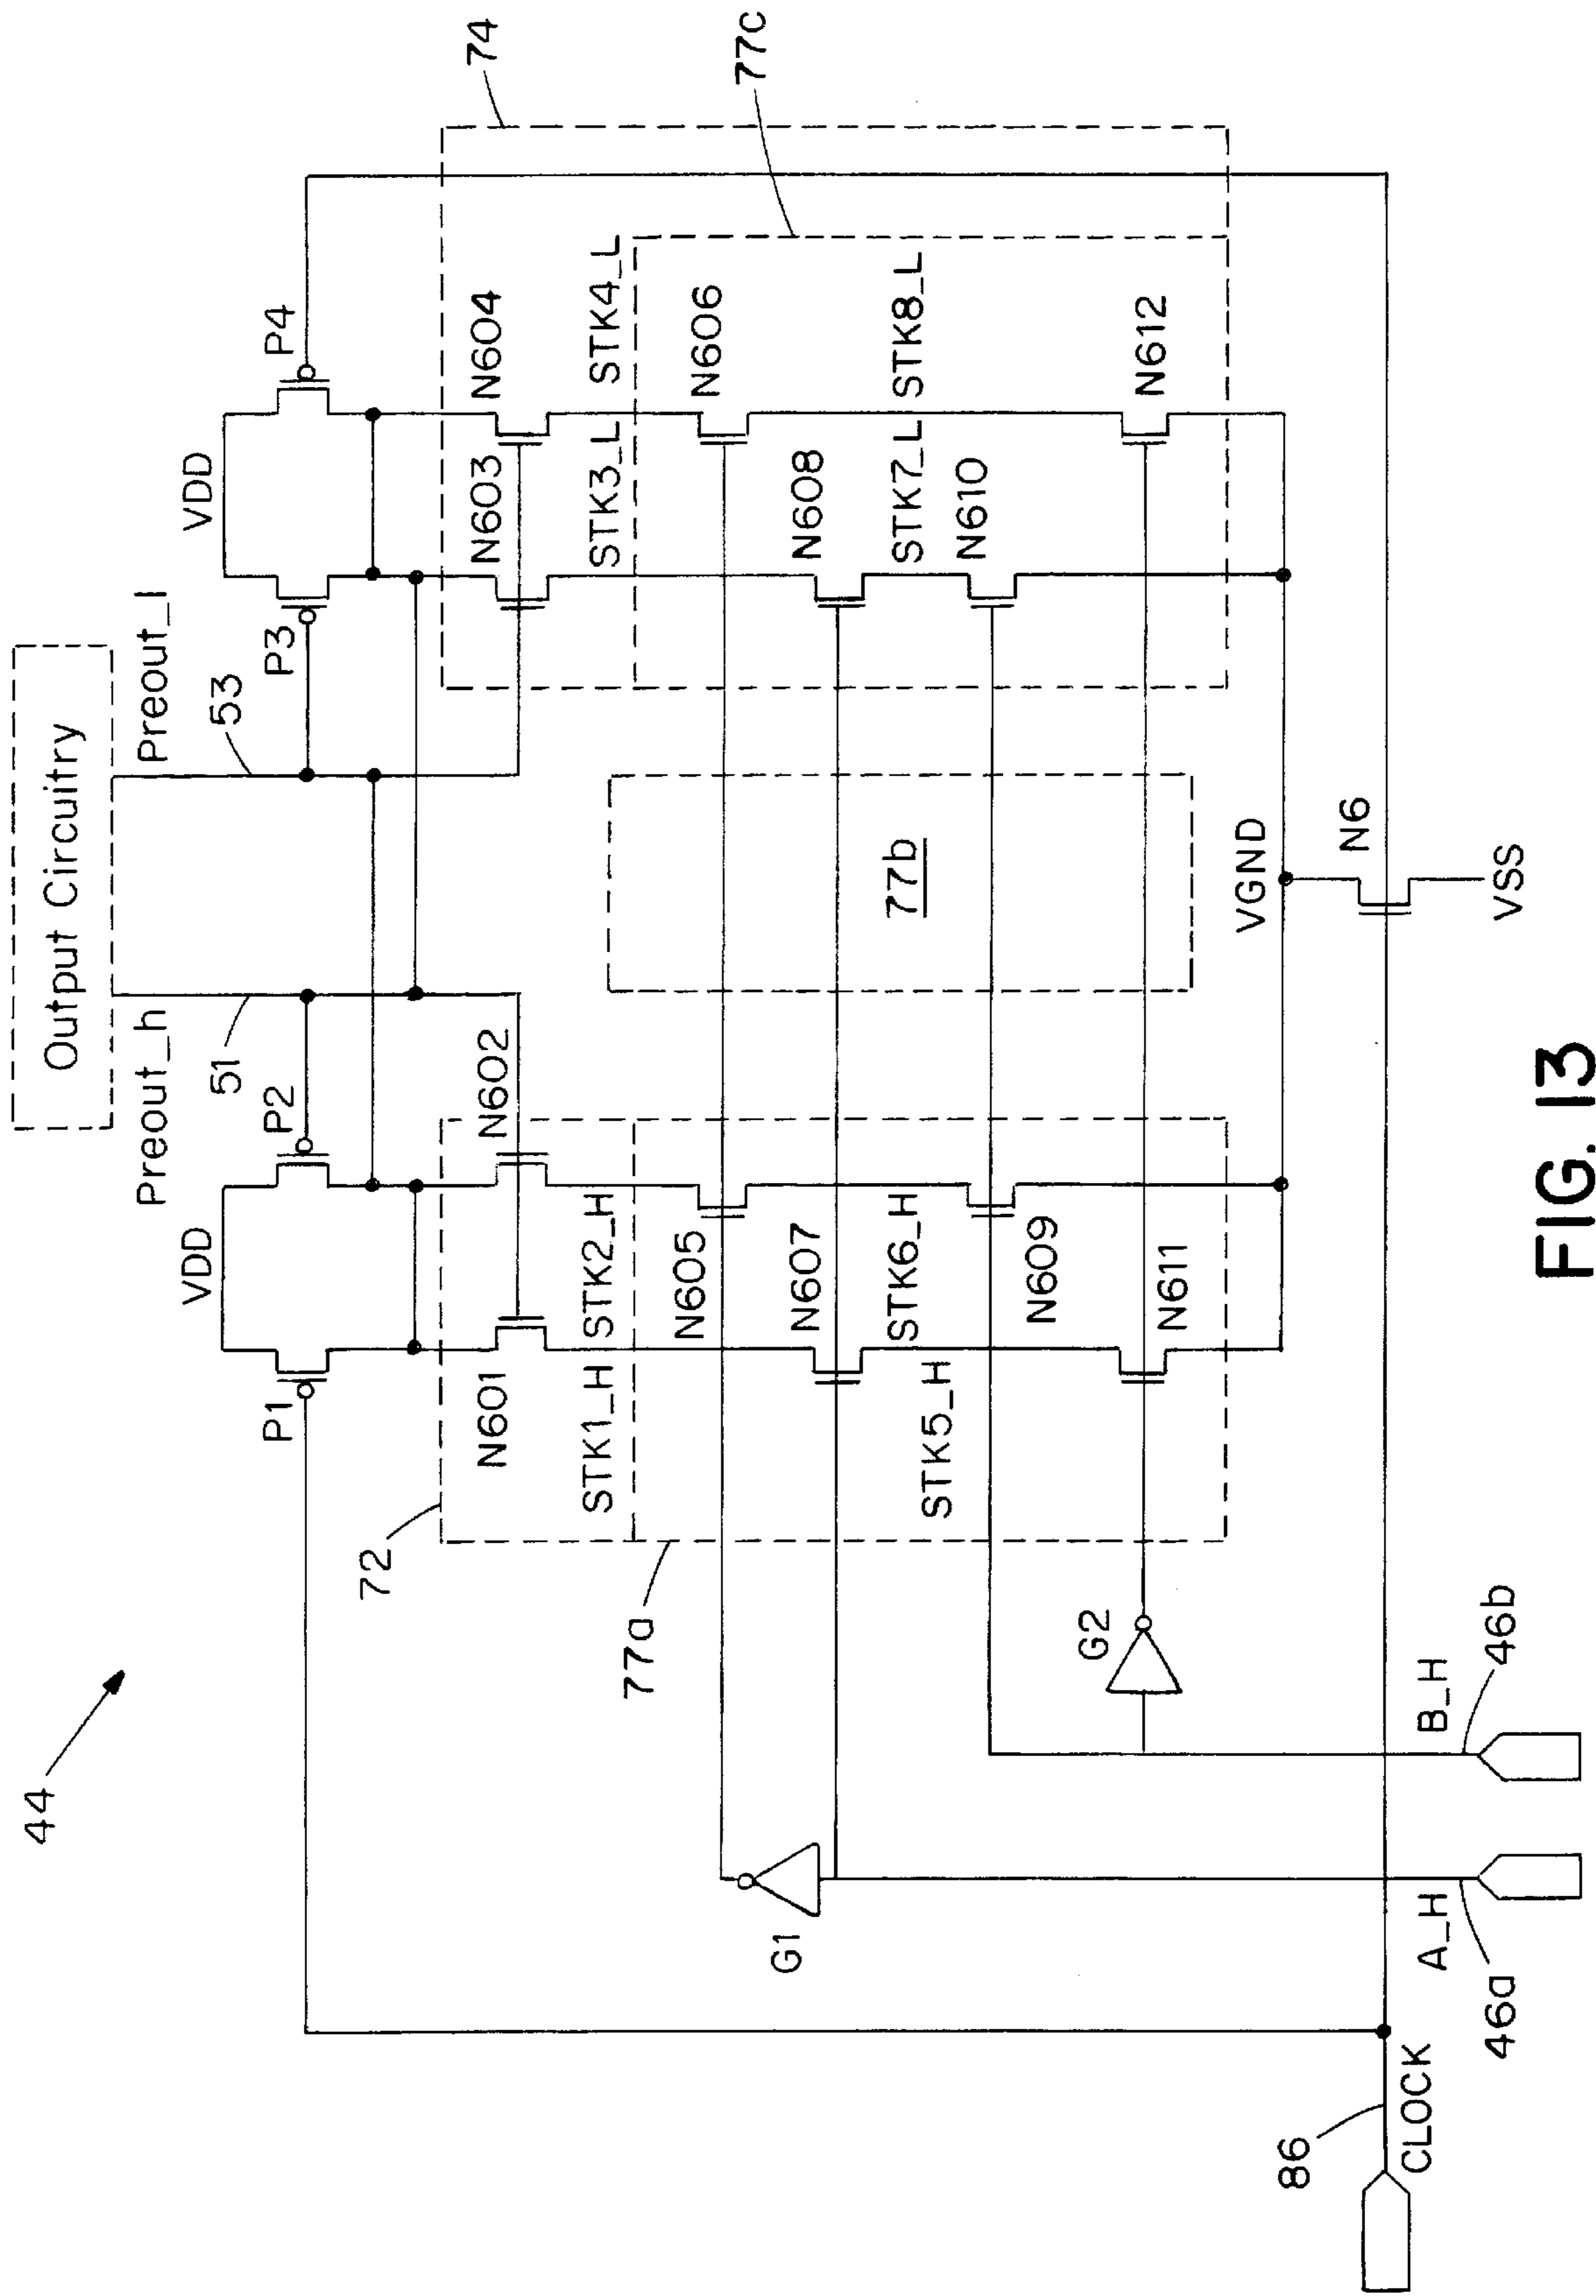 44
Output Circuitry
Preout_h
Preout_l
51
53
VDD
VDD
P1
P2
P3
P4
72
74
N601
N602
N603
N604
STK1_H
STK2_H
STK3_L
STK4_L
77a
77c
G1
N605
N606
N607
N608
77b
STK5_H
STK6_H
STK7_L
STK8_L
N609
N610
G2
N611
N612
VGND
N6
VSS
86
CLOCK
A_H
B_H
46a
46b
FIG. 13